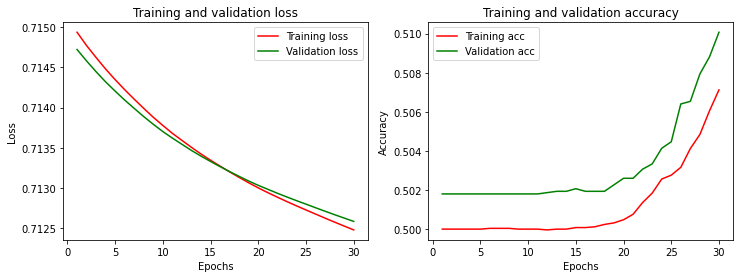 Training and validation loss
Training loss
Validation loss
0.7150
0.7145
0.7140
0.7135
0.7130
0.7125
Loss
0 5 10 15 20 25 30
Epochs
Training and validation accuracy
Training acc
Validation acc
0.510
0.508
0.506
0.504
0.502
0.500
Accuracy
0 5 10 15 20 25 30
Epochs